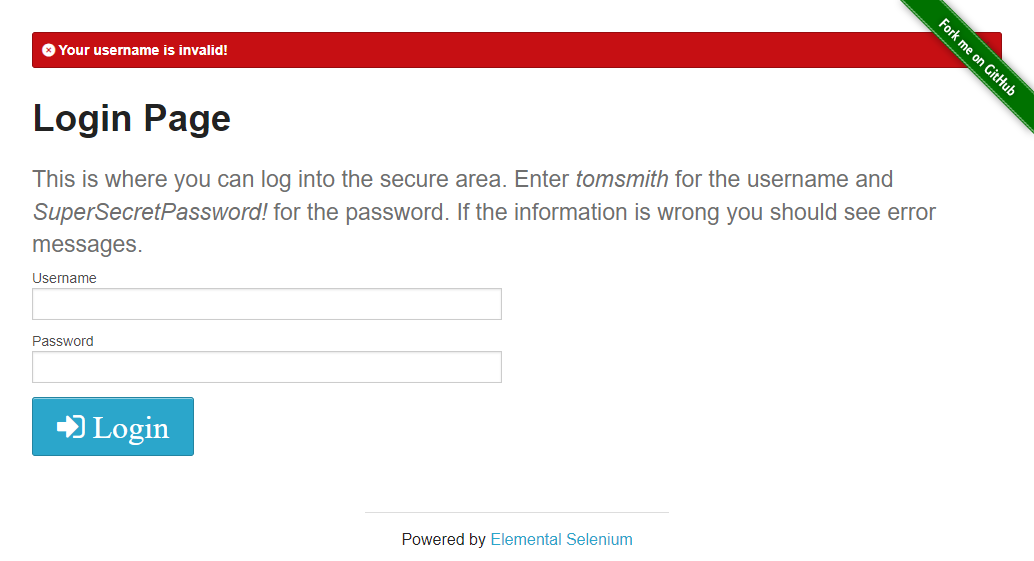 Your username is invalid!
Fork me on GitHub
Login Page
This is where you can log into the secure area. Enter tomsmith for the username and
SuperSecretPassword! for the password. If the information is wrong you should see error
messages.
Username
Password
Login
Powered by Elemental Selenium